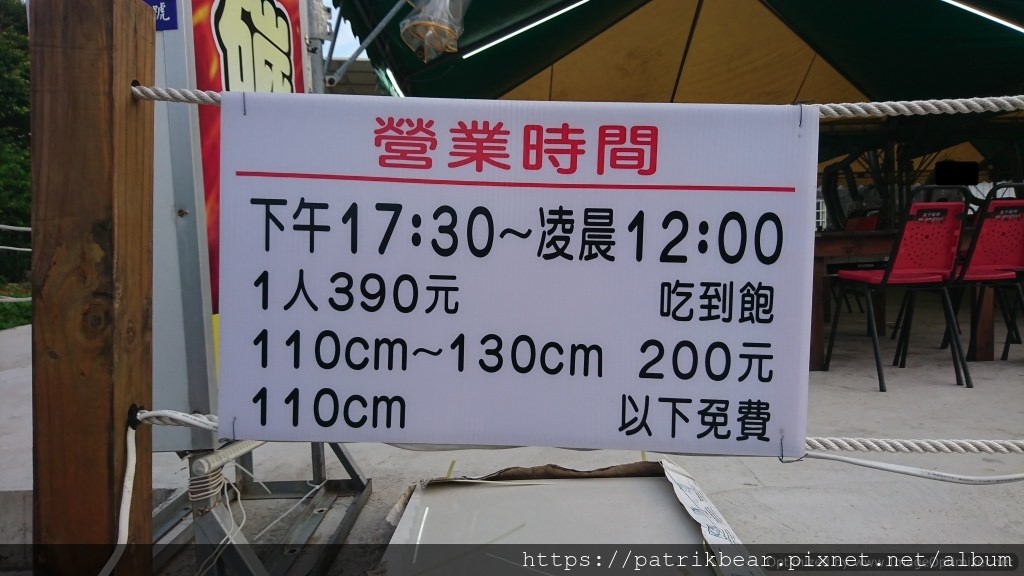 號
碳
營業時間
下午17:30~凌晨12:00
1人390元 吃到飽
110cm~130cm 200元
110cm 以下免費
https://patrikbear.pixnet.net/album